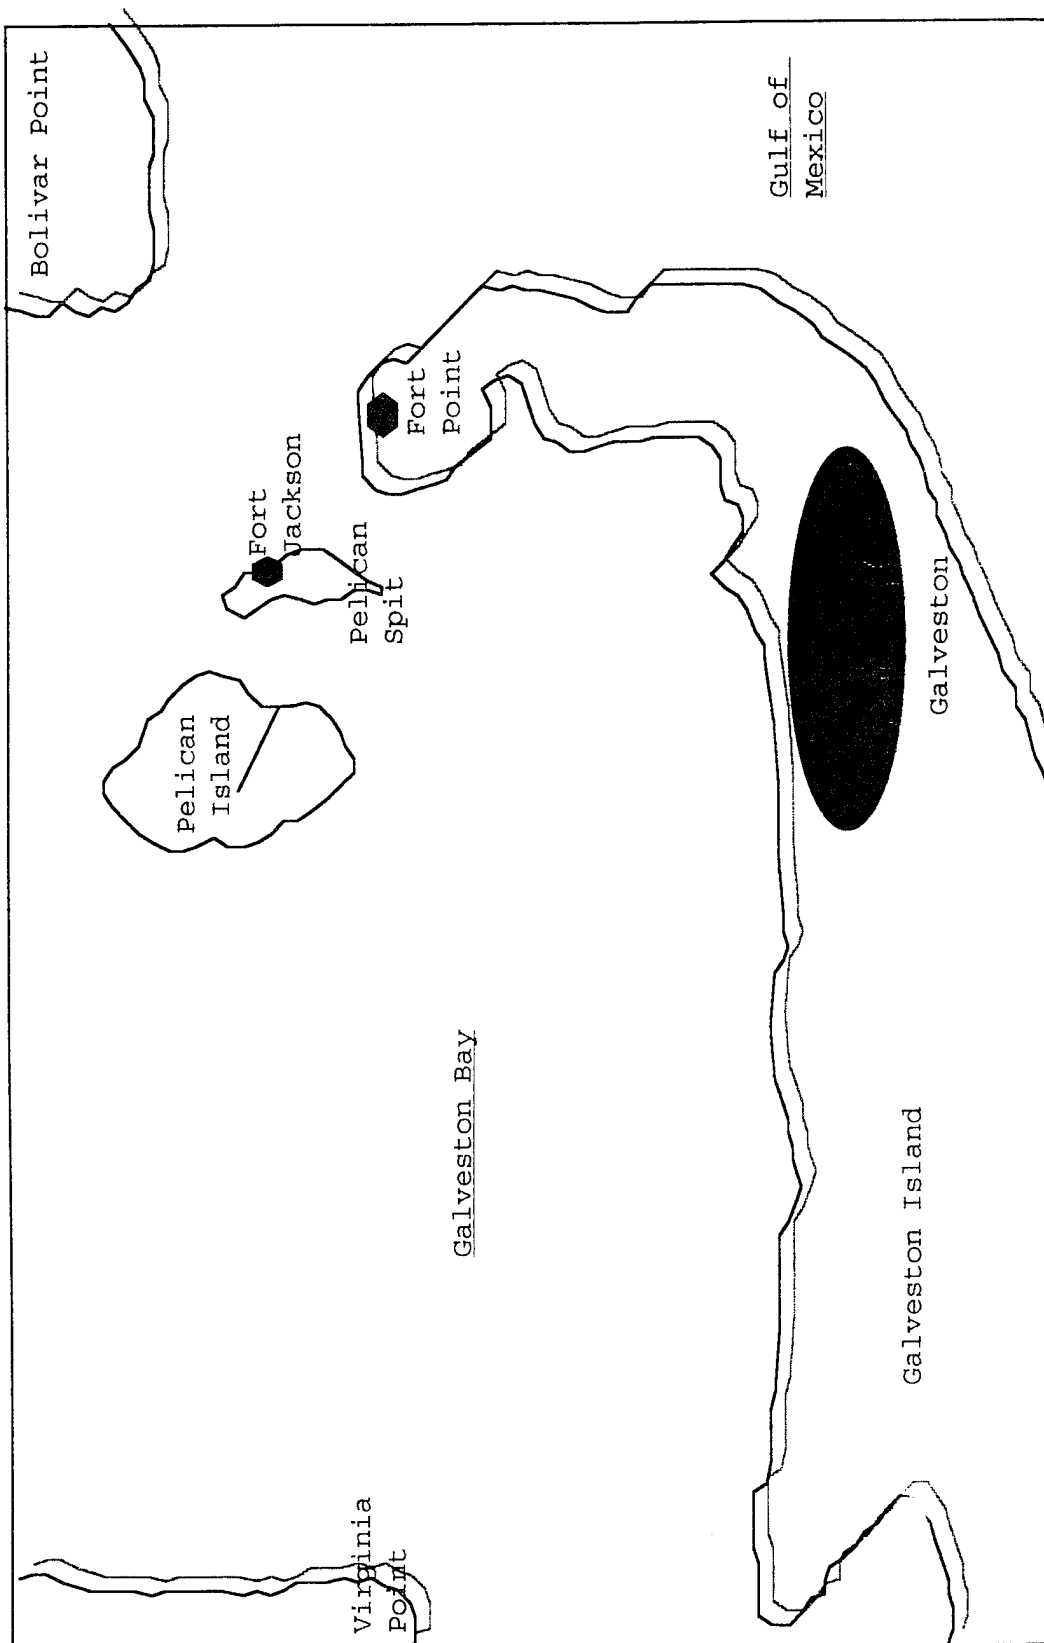 Bolivar Point
Gulf of
Mexico
Fort
Point
Fort
Jackson
Pelican
Spit
Pelican
Island
Galveston
Galveston Bay
Galveston Island
Virginia
Point